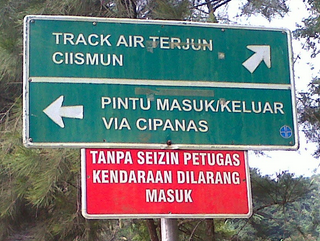 TRACK AIR TERJUN
CIISMUN
PINTU MASUK/KELUAR
VIA CIPANAS
TANPA SEIZIN PETUGAS
KENDARAAN DILARANG
MASUK